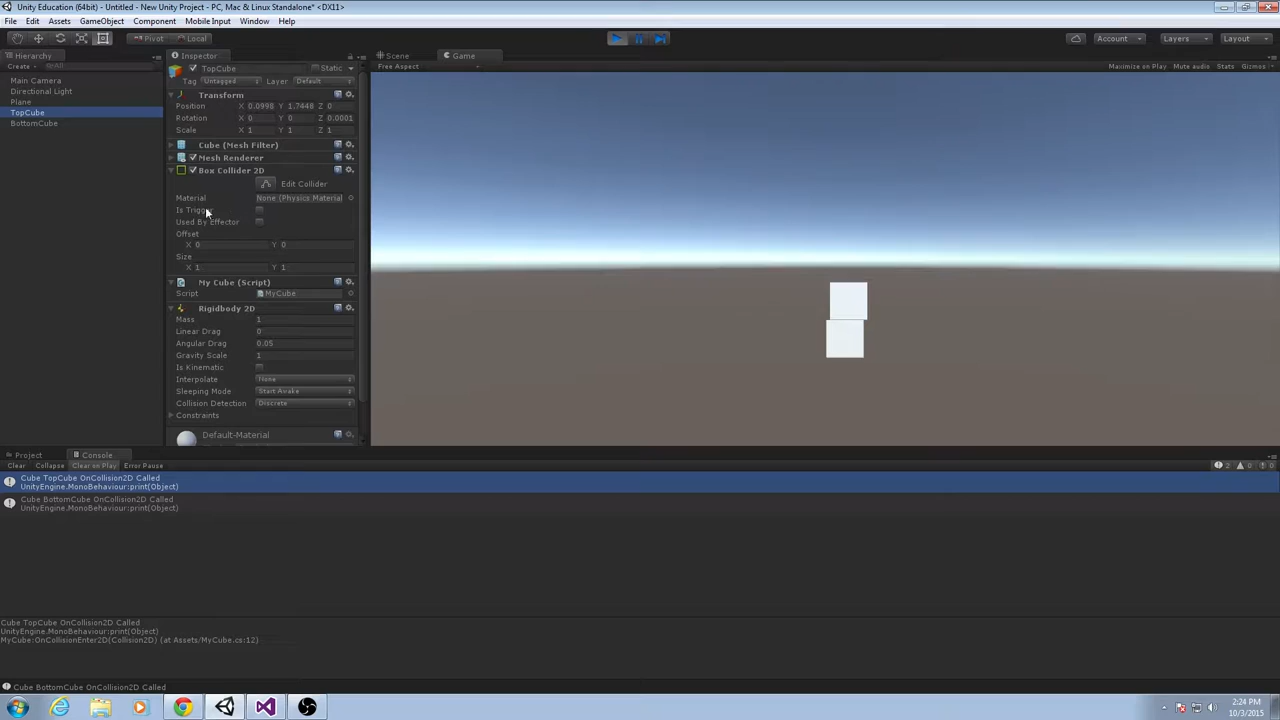 Unity Education (64bit) - Untitled - New Unity Project - PC, Mac & Linux Standalone* <DX11>
File Edit Assets GameObject Component Mobile Input Window Help
Pivot Local Account Layers Layout
Hierarchy
Create
Main Camera
Directional Light
Plane
TopCube
BottomCube
Inspector
TopCube Static
Tag Untagged Layer Default
Transform
Position X 0.0998 Y 1.7448 Z 0
Rotation X 0 Y 0 Z 0.0001
Scale X 1 Y 1 Z 1
Cube (Mesh Filter)
Mesh Renderer
Box Collider 2D
Edit Collider
Material None (Physics Material
Is Trigger
Used By Effector
Offset
X 0 Y 0
Size
X 1 Y 1
My Cube (Script)
Script MyCube
Rigidbody 2D
Mass 1
Linear Drag 0
Angular Drag 0.05
Gravity Scale 1
Is Kinematic
Interpolate None
Sleeping Mode Start Awake
Collision Detection Discrete
Constraints
Default-Material
Scene Game
Free Aspect Maximize on Play Mute audio Stats Gizmos
Project Console
Clear Collapse Clear on Play Error Pause 2 0 0
Cube TopCube OnCollision2D Called
UnityEngine.MonoBehaviour:print(Object)
Cube BottomCube OnCollision2D Called
UnityEngine.MonoBehaviour:print(Object)
Cube TopCube OnCollision2D Called
UnityEngine.MonoBehaviour:print(Object)
MyCube:OnCollisionEnter2D(Collision2D) (at Assets/MyCube.cs:12)
Cube BottomCube OnCollision2D Called
2:24 PM
10/3/2015